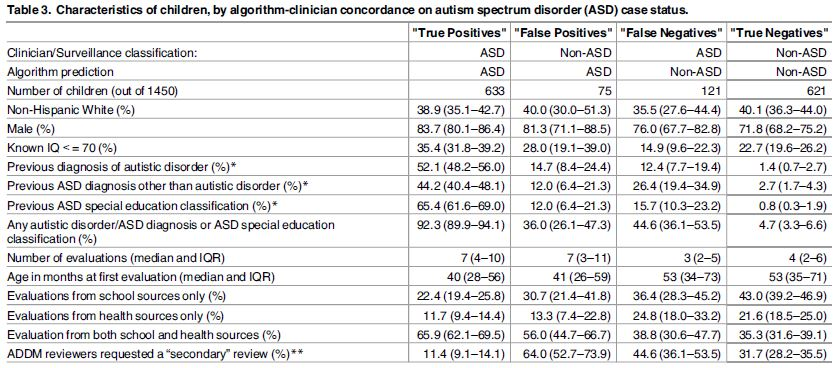 Table 3. Characteristics of children, by algorithm-clinician concordance on autism spectrum disorder (ASD) case status.
"True Positives" "False Positives" "False Negatives" "True Negatives"
Clinician/Surveillance classification: ASD Non-ASD ASD Non-ASD
Algorithm prediction ASD ASD Non-ASD Non-ASD
Number of children (out of 1450) 633 75 121 621
Non-Hispanic White (%) 38.9 (35.1–42.7) 40.0 (30.0–51.3) 35.5 (27.6–44.4) 40.1 (36.3–44.0)
Male (%) 83.7 (80.1–86.4) 81.3 (71.1–88.5) 76.0 (67.7–82.8) 71.8 (68.2–75.2)
Known IQ < = 70 (%) 35.4 (31.8–39.2) 28.0 (19.1–39.0) 14.9 (9.6–22.3) 22.7 (19.6–26.2)
Previous diagnosis of autistic disorder (%)* 52.1 (48.2–56.0) 14.7 (8.4–24.4) 12.4 (7.7–19.4) 1.4 (0.7–2.7)
Previous ASD diagnosis other than autistic disorder (%)* 44.2 (40.4–48.1) 12.0 (6.4–21.3) 26.4 (19.4–34.9) 2.7 (1.7–4.3)
Previous ASD special education classification (%)* 65.4 (61.6–69.0) 12.0 (6.4–21.3) 15.7 (10.3–23.2) 0.8 (0.3–1.9)
Any autistic disorder/ASD diagnosis or ASD special education 92.3 (89.9–94.1) 36.0 (26.1–47.3) 44.6 (36.1–53.5) 4.7 (3.3–6.6)
classification (%)
Number of evaluations (median and IQR) 7 (4–10) 7 (3–11) 3 (2–5) 4 (2–6)
Age in months at first evaluation (median and IQR) 40 (28–56) 41 (26–59) 53 (34–73) 53 (35–71)
Evaluations from school sources only (%) 22.4 (19.4–25.8) 30.7 (21.4–41.8) 36.4 (28.3–45.2) 43.0 (39.2–46.9)
Evaluations from health sources only (%) 11.7 (9.4–14.4) 13.3 (7.4–22.8) 24.8 (18.0–33.2) 21.6 (18.5–25.0)
Evaluation from both school and health sources (%) 65.9 (62.1–69.5) 56.0 (44.7–66.7) 38.8 (30.6–47.7) 35.3 (31.6–39.1)
ADDM reviewers requested a "secondary" review (%)** 11.4 (9.1–14.1) 64.0 (52.7–73.9) 44.6 (36.1–53.5) 31.7 (28.2–35.5)